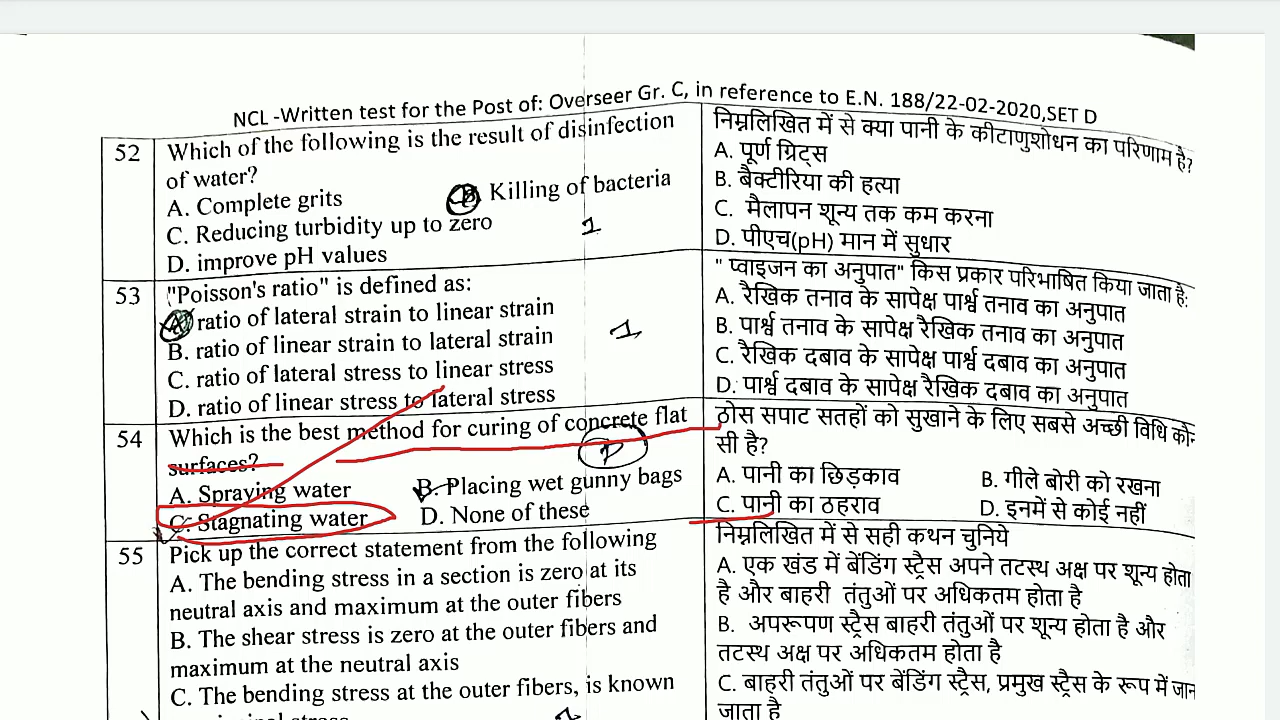 NCL -Written test for the Post of: Overseer Gr. C, in reference to E.N. 188/22-02-2020,SET D
52
Which of the following is the result of disinfection
of water?
A. Complete grits
B. Killing of bacteria
C. Reducing turbidity up to zero
1
D. improve pH values
निम्नलिखित में से क्या पानी के कीटाणुशोधन का परिणाम है?
A. पूर्ण ग्रिट्स
B. बैक्टीरिया की हत्या
C. मैलापन शून्य तक कम करना
D. पीएच(pH) मान में सुधार
53
"Poisson's ratio" is defined as:
A. ratio of lateral strain to linear strain
B. ratio of linear strain to lateral strain
1
C. ratio of lateral stress to linear stress
D. ratio of linear stress to lateral stress
" प्वाइजन का अनुपात" किस प्रकार परिभाषित किया जाता है:
A. रैखिक तनाव के सापेक्ष पार्श्व तनाव का अनुपात
B. पार्श्व तनाव के सापेक्ष रैखिक तनाव का अनुपात
C. रैखिक दबाव के सापेक्ष पार्श्व दबाव का अनुपात
D. पार्श्व दबाव के सापेक्ष रैखिक दबाव का अनुपात
54
Which is the best method for curing of concrete flat
surfaces?
A. Spraying water
B. Placing wet gunny bags
C. Stagnating water
D. None of these
ठोस सपाट सतहों को सुखाने के लिए सबसे अच्छी विधि कौन
सी है?
A. पानी का छिड़काव
B. गीले बोरी को रखना
C. पानी का ठहराव
D. इनमें से कोई नहीं
55
Pick up the correct statement from the following
A. The bending stress in a section is zero at its
neutral axis and maximum at the outer fibers
B. The shear stress is zero at the outer fibers and
maximum at the neutral axis
C. The bending stress at the outer fibers, is known
निम्नलिखित में से सही कथन चुनिये
A. एक खंड में बेंडिंग स्ट्रैस अपने तटस्थ अक्ष पर शून्य होता
है और बाहरी तंतुओं पर अधिकतम होता है
B. अपरूपण स्ट्रैस बाहरी तंतुओं पर शून्य होता है और
तटस्थ अक्ष पर अधिकतम होता है
C. बाहरी तंतुओं पर बेंडिंग स्ट्रैस, प्रमुख स्ट्रैस के रूप में जान
जाता है